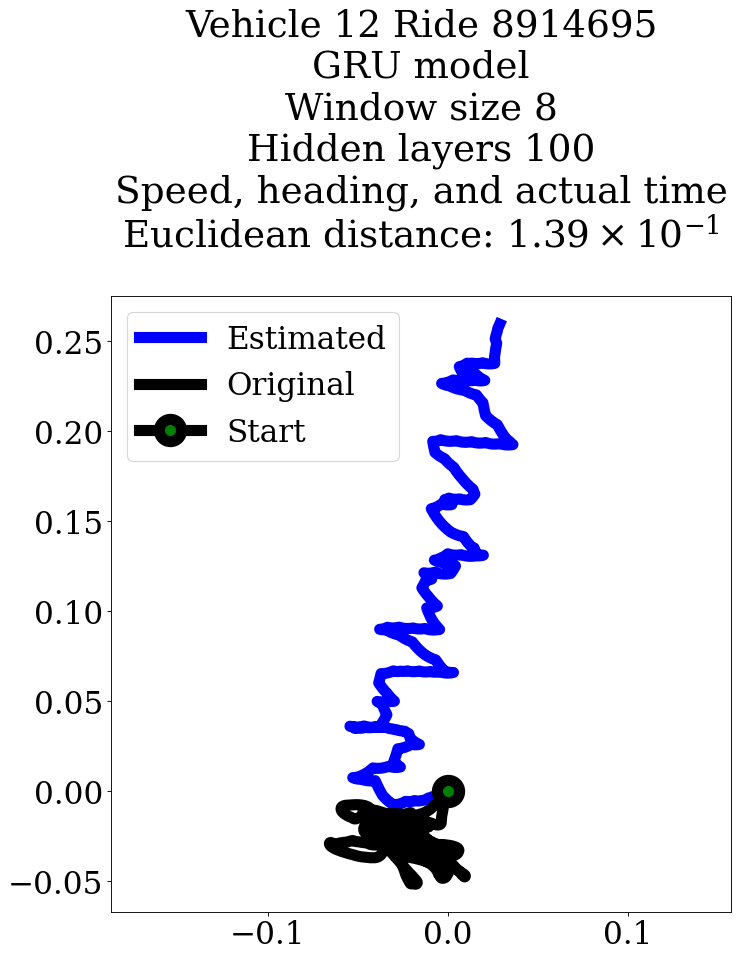 Vehicle 12 Ride 8914695
GRU model
Window size 8
Hidden layers 100
Speed, heading, and actual time
Euclidean distance: 1.39 × 10⁻¹
Estimated
Original
Start
0.25
0.20
0.15
0.10
0.05
0.00
−0.05
−0.1 0.0 0.1